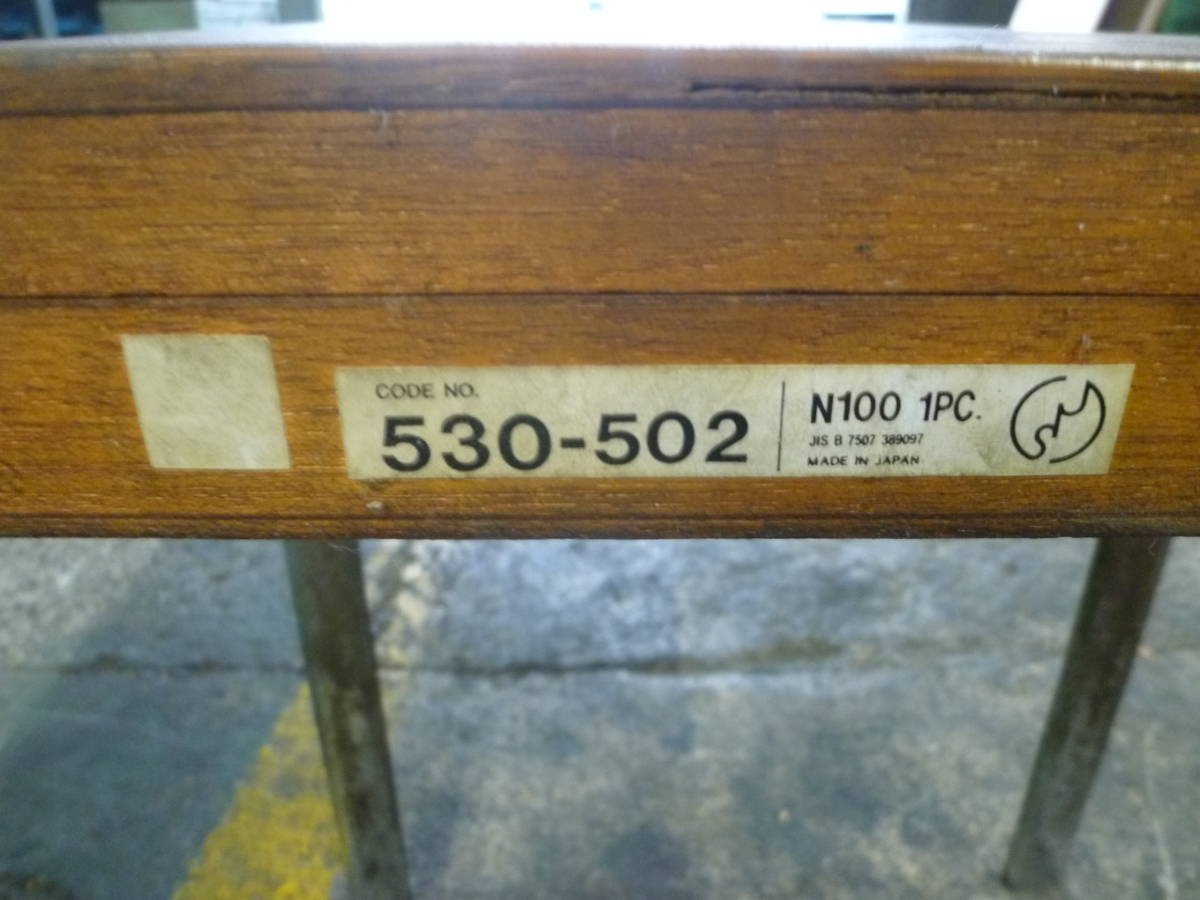 CODE NO.
530-502
N100 1PC.
JIS B 7507 389097
MADE IN JAPAN